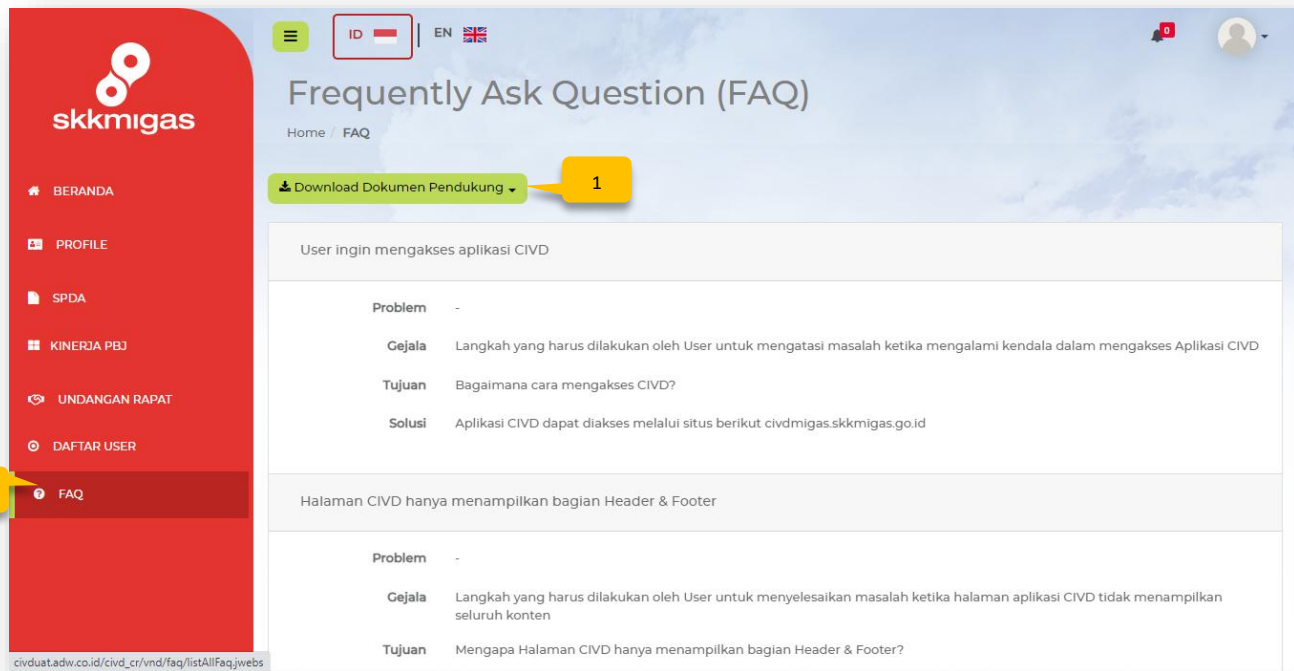 skkmigas
ID
EN
0
Frequently Ask Question (FAQ)
Home / FAQ
BERANDA
PROFILE
SPDA
KINERJA PBJ
UNDANGAN RAPAT
DAFTAR USER
FAQ
Download Dokumen Pendukung
1
User ingin mengakses aplikasi CIVD
Problem -
Gejala Langkah yang harus dilakukan oleh User untuk mengatasi masalah ketika mengalami kendala dalam mengakses Aplikasi CIVD
Tujuan Bagaimana cara mengakses CIVD?
Solusi Aplikasi CIVD dapat diakses melalui situs berikut civdmigas.skkmigas.go.id
Halaman CIVD hanya menampilkan bagian Header & Footer
Problem -
Gejala Langkah yang harus dilakukan oleh User untuk menyelesaikan masalah ketika halaman aplikasi CIVD tidak menampilkan
seluruh konten
Tujuan Mengapa Halaman CIVD hanya menampilkan bagian Header & Footer?
civduat.adw.co.id/civd_cr/vnd/faq/listAllFaq.jwebs